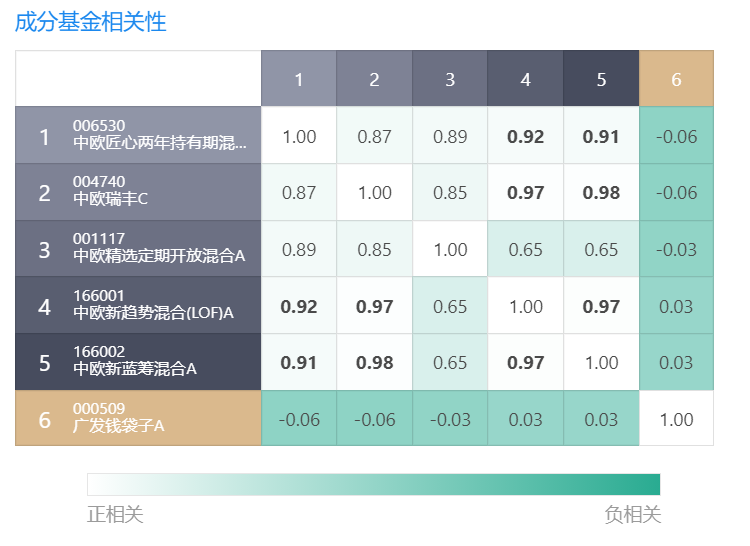 成分基金相关性
1 2 3 4 5 6
1 006530 中欧匠心两年持有期混... 1.00 0.87 0.89 0.92 0.91 -0.06
2 004740 中欧瑞丰C 0.87 1.00 0.85 0.97 0.98 -0.06
3 001117 中欧精选定期开放混合A 0.89 0.85 1.00 0.65 0.65 -0.03
4 166001 中欧新趋势混合(LOF)A 0.92 0.97 0.65 1.00 0.97 0.03
5 166002 中欧新蓝筹混合A 0.91 0.98 0.65 0.97 1.00 0.03
6 000509 广发钱袋子A -0.06 -0.06 -0.03 0.03 0.03 1.00
正相关 负相关